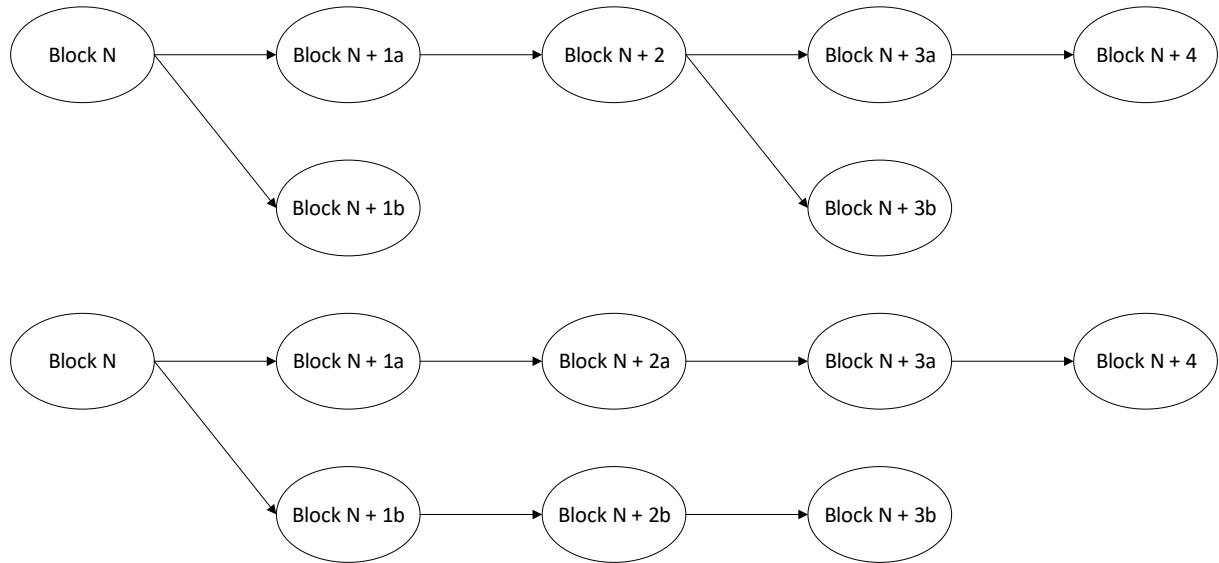 Block N
Block N + 1a
Block N + 2
Block N + 3a
Block N + 4
Block N + 1b
Block N + 3b
Block N
Block N + 1a
Block N + 2a
Block N + 3a
Block N + 4
Block N + 1b
Block N + 2b
Block N + 3b